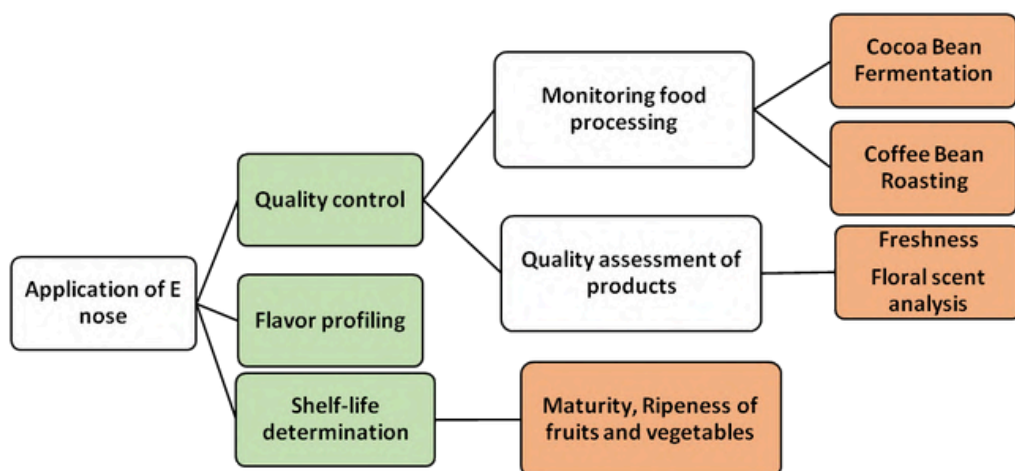 Application of E
nose
Quality control
Flavor profiling
Shelf-life
determination
Monitoring food
processing
Quality assessment of
products
Maturity, Ripeness of
fruits and vegetables
Cocoa Bean
Fermentation
Coffee Bean
Roasting
Freshness
Floral scent
analysis